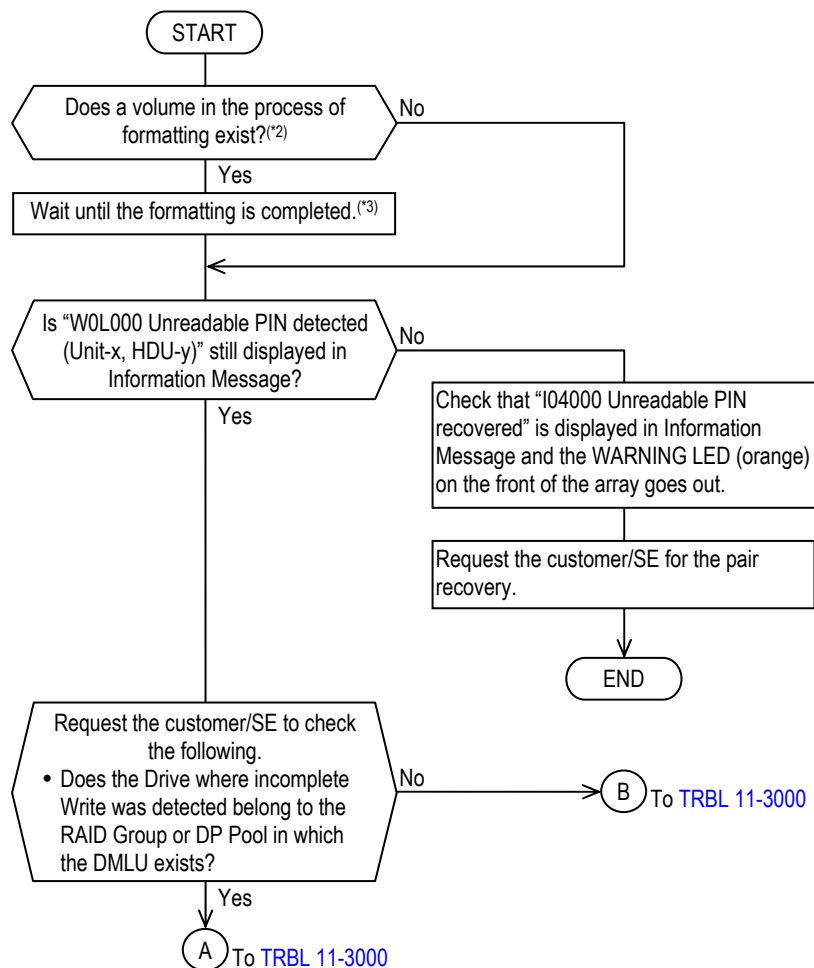 START
Does a volume in the process of
formatting exist?(*2)
No
Yes
Wait until the formatting is completed.(*3)
Is “W0L000 Unreadable PIN detected
(Unit-x, HDU-y)” still displayed in
Information Message?
No
Yes
Check that “I04000 Unreadable PIN
recovered” is displayed in Information
Message and the WARNING LED (orange)
on the front of the array goes out.
Request the customer/SE for the pair
recovery.
END
Request the customer/SE to check
the following.
• Does the Drive where incomplete
Write was detected belong to the
RAID Group or DP Pool in which
the DMLU exists?
No
B To TRBL 11-3000
Yes
A To TRBL 11-3000